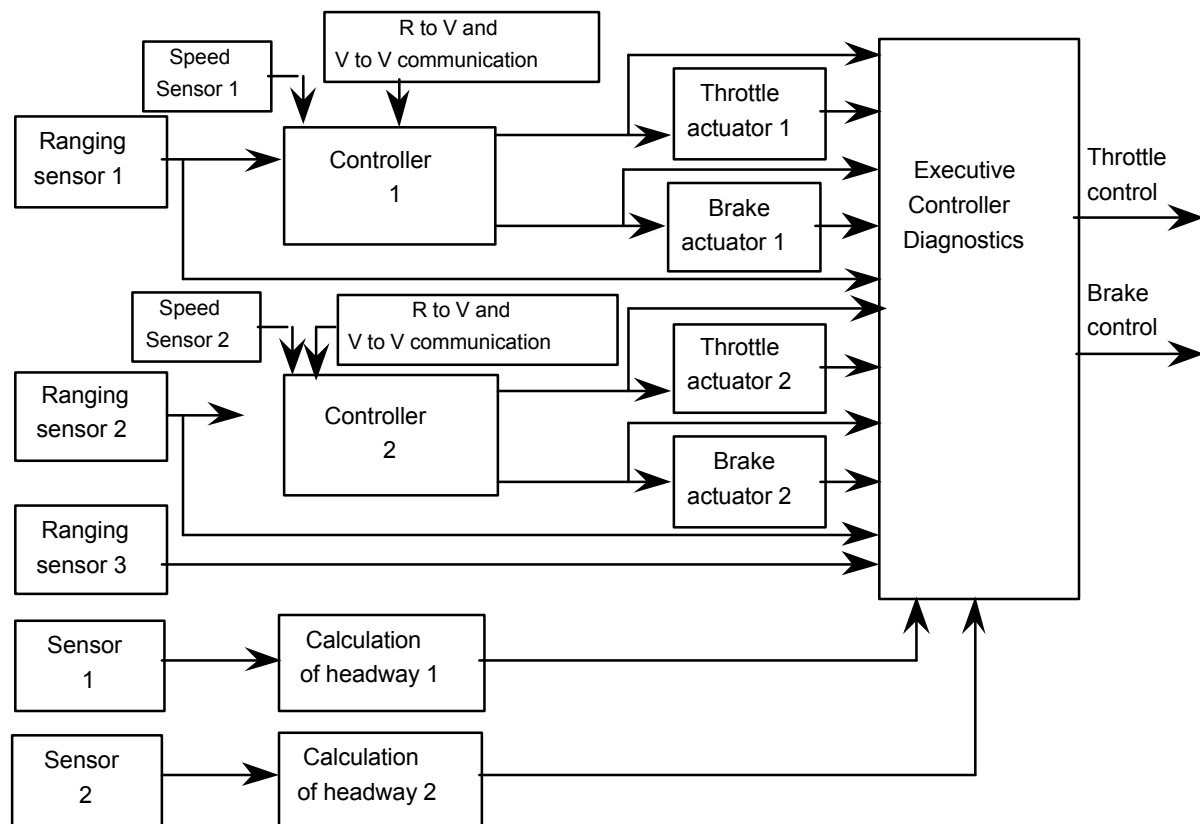 Speed
Sensor 1
R to V and
V to V communication
Ranging
sensor 1
Controller
1
Throttle
actuator 1
Brake
actuator 1
Executive
Controller
Diagnostics
Throttle
control
Brake
control
Speed
Sensor 2
R to V and
V to V communication
Ranging
sensor 2
Controller
2
Throttle
actuator 2
Brake
actuator 2
Ranging
sensor 3
Sensor
1
Calculation
of headway 1
Sensor
2
Calculation
of headway 2